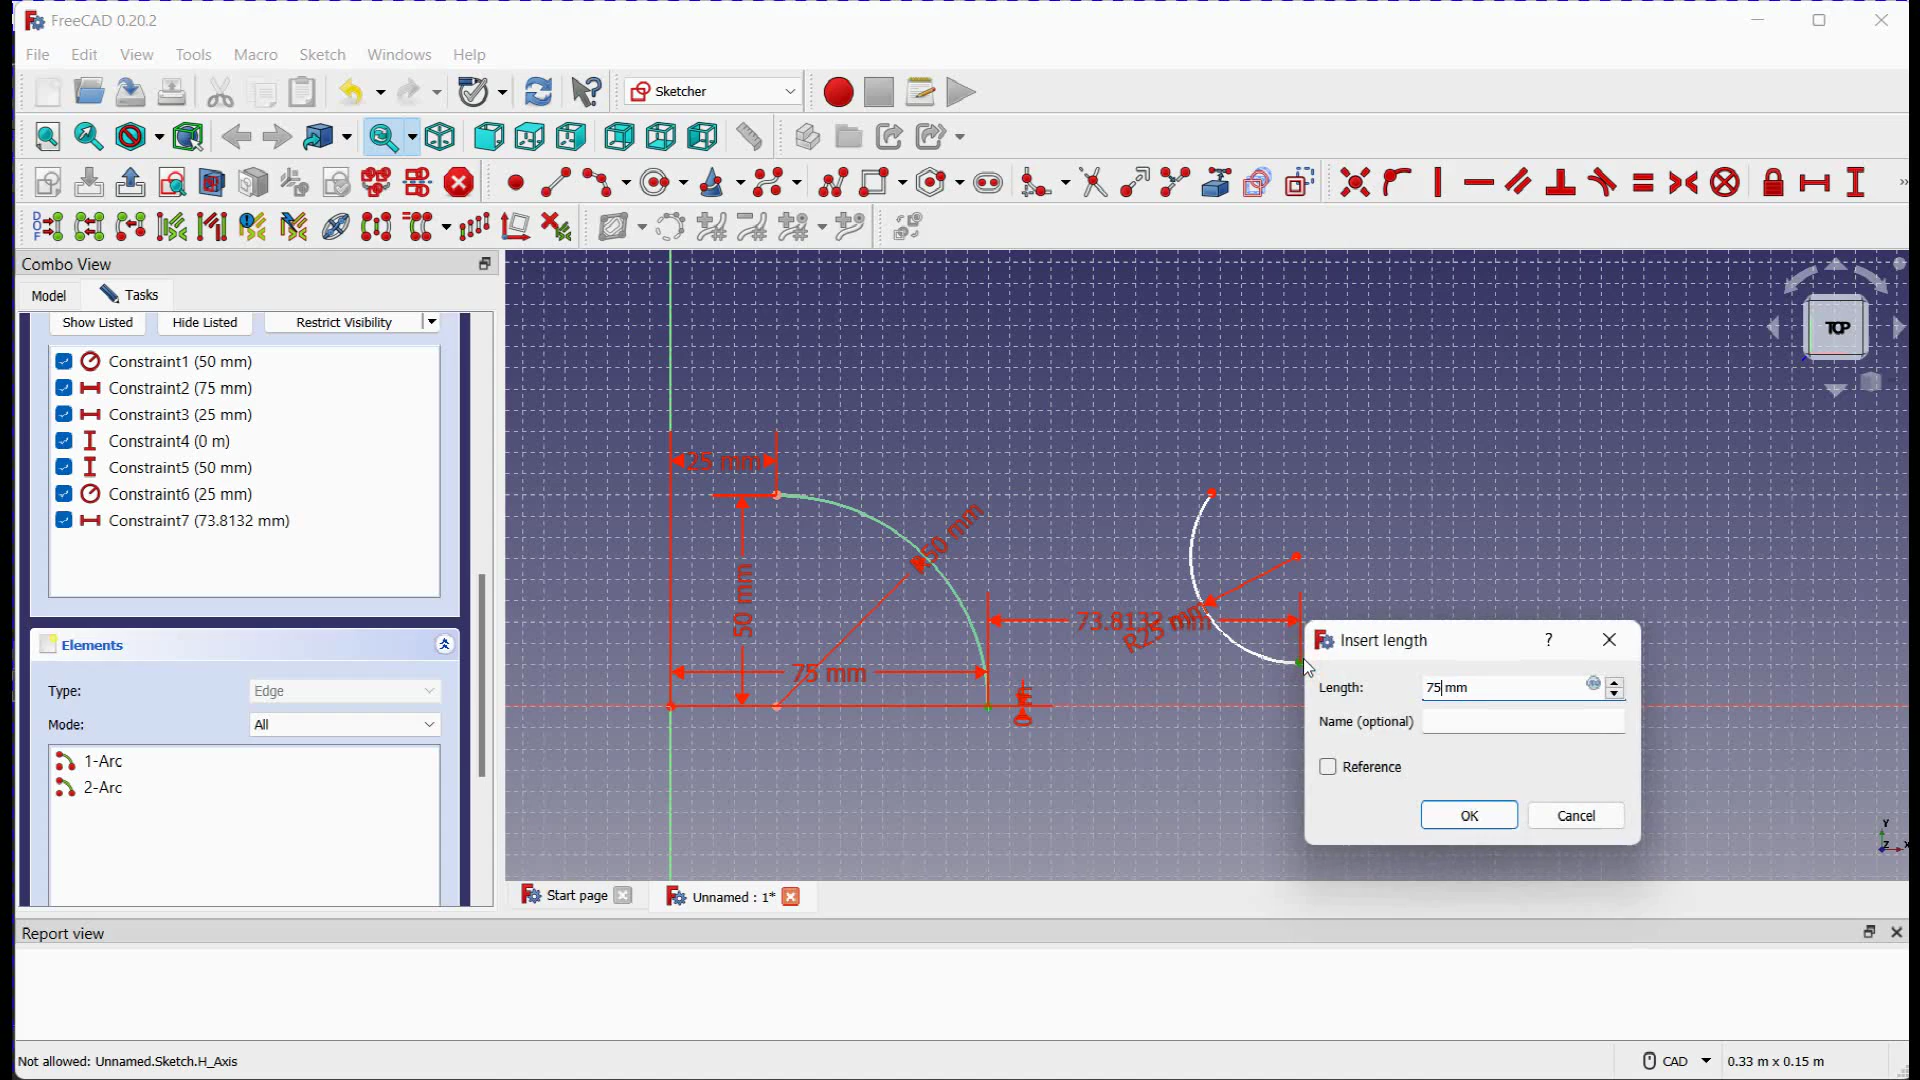 FreeCAD 0.20.2
File Edit View Tools Macro Sketch Windows Help
Sketcher
Combo View
Model Tasks
Show Listed Hide Listed Restrict Visibility
Constraint1 (50 mm)
Constraint2 (75 mm)
Constraint3 (25 mm)
Constraint4 (0 m)
Constraint5 (50 mm)
Constraint6 (25 mm)
Constraint7 (73.8132 mm)
Elements
Type: Edge
Mode: All
1-Arc
2-Arc
TOP
25 mm
R50 mm
50 mm
73.8132 mm
R25 mm
75 mm
0 m
Insert length ?
Length: 75 mm
Name (optional)
Reference
OK Cancel
Y
Z X
Start page Unnamed : 1*
Report view
Not allowed: Unnamed.Sketch.H_Axis
CAD 0.33 m x 0.15 m